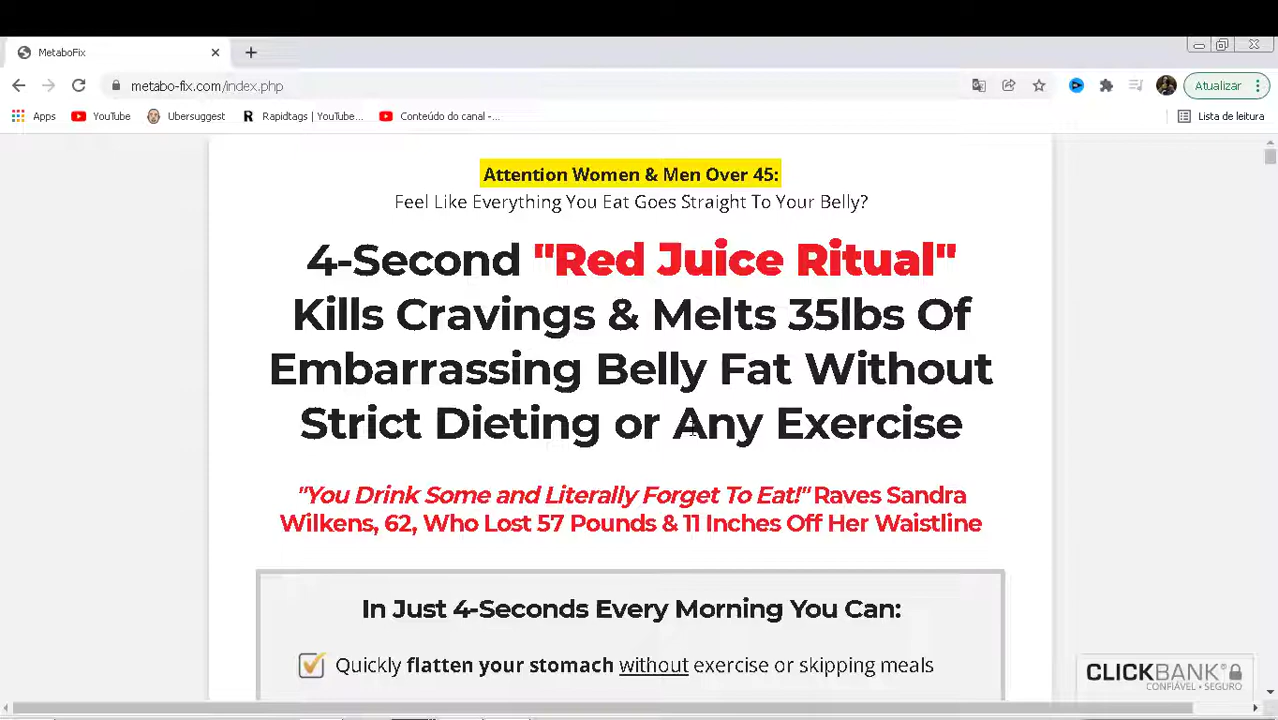 MetaboFix
metabo-fix.com/index.php
Atualizar
Apps
YouTube
Ubersuggest
Rapidtags | YouTube...
Conteúdo do canal -...
Lista de leitura
Attention Women & Men Over 45:
Feel Like Everything You Eat Goes Straight To Your Belly?
4-Second "Red Juice Ritual"
Kills Cravings & Melts 35lbs Of
Embarrassing Belly Fat Without
Strict Dieting or Any Exercise
"You Drink Some and Literally Forget To Eat!" Raves Sandra
Wilkens, 62, Who Lost 57 Pounds & 11 Inches Off Her Waistline
In Just 4-Seconds Every Morning You Can:
Quickly flatten your stomach without exercise or skipping meals
CLICKBANK®
CONFIÁVEL • SEGURO